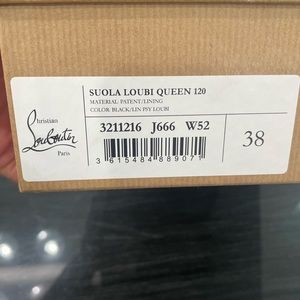 SUOLA LOUBI QUEEN 120
MATERIAL PATENT/LINING
COLOR BLACK/LIN PSY LOUBI
Christian
Louboutin
Paris
3211216 J666 W52
3 615484 889071
38